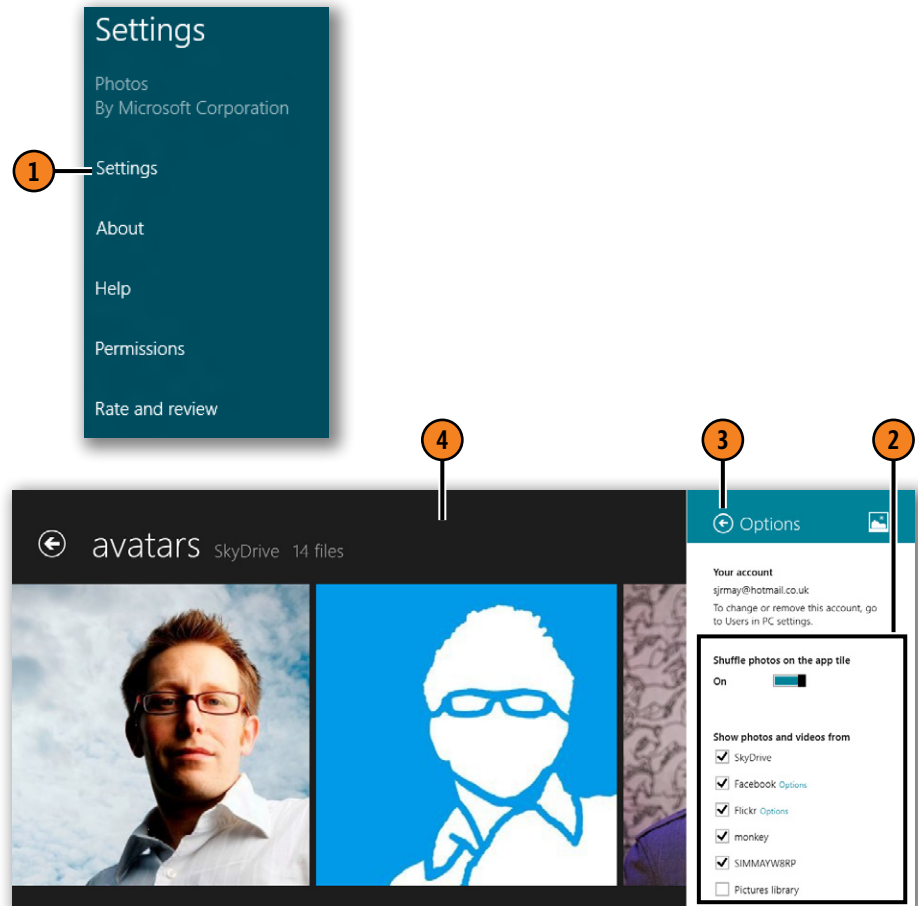 Settings
Photos
By Microsoft Corporation
1
Settings
About
Help
Permissions
Rate and review
4
3
2
avatars SkyDrive 14 files
Options
Your account
sjrmay@hotmail.co.uk
To change or remove this account, go
to Users in PC settings.
Shuffle photos on the app tile
On
Show photos and videos from
SkyDrive
Facebook Options
Flickr Options
monkey
SIMMAYW8RP
Pictures library